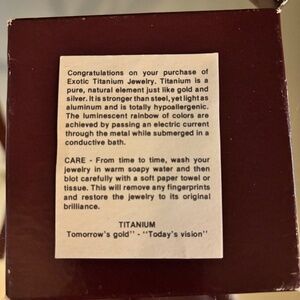 Congratulations on your purchase of
Exotic Titanium Jewelry. Titanium is a
pure, natural element just like gold and
silver. It is stronger than steel, yet light as
aluminum and is totally hypoallergenic.
The luminescent rainbow of colors are
achieved by passing an electric current
through the metal while submerged in a
conductive bath.
CARE - From time to time, wash your
jewelry in warm soapy water and then
blot carefully with a soft paper towel or
tissue. This will remove any fingerprints
and restore the jewelry to its original
brilliance.
TITANIUM
Tomorrow's gold'' - ''Today's vision''